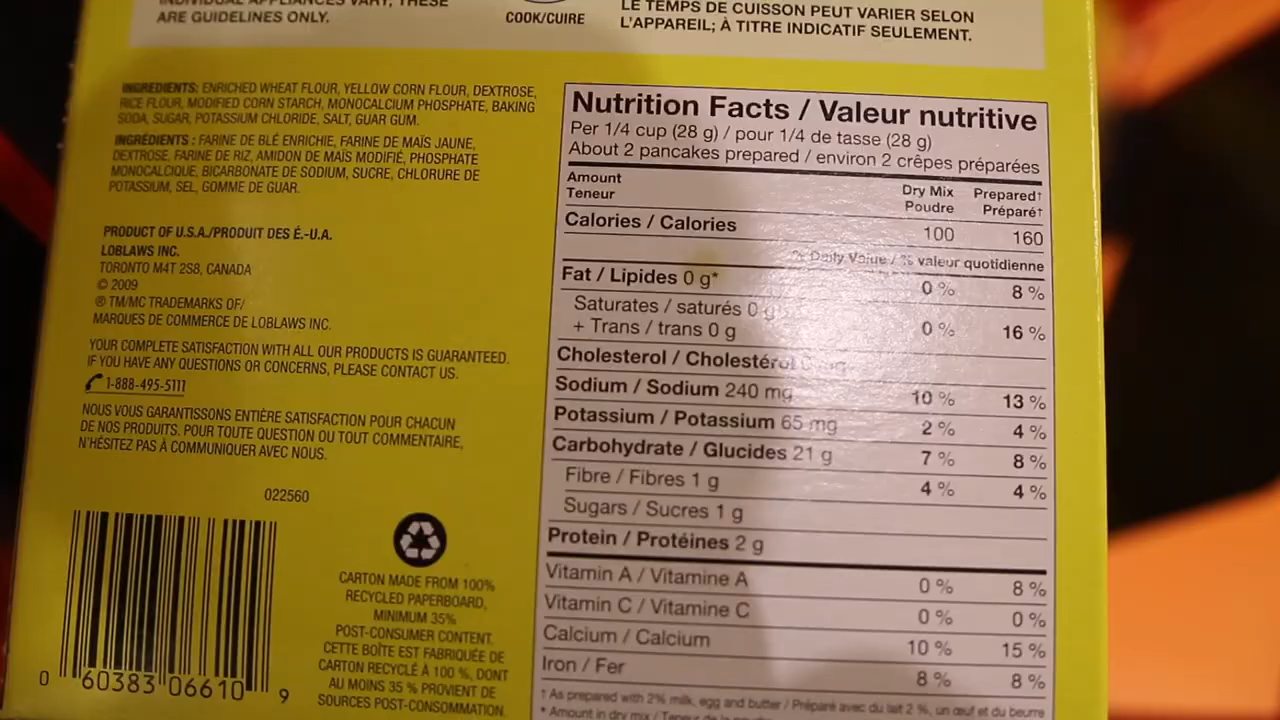 INDIVIDUAL APPLIANCES VARY, THESE
ARE GUIDELINES ONLY.
COOK/CUIRE
LE TEMPS DE CUISSON PEUT VARIER SELON
L'APPAREIL; À TITRE INDICATIF SEULEMENT.
INGREDIENTS: ENRICHED WHEAT FLOUR, YELLOW CORN FLOUR, DEXTROSE,
RICE FLOUR, MODIFIED CORN STARCH, MONOCALCIUM PHOSPHATE, BAKING
SODA, SUGAR, POTASSIUM CHLORIDE, SALT, GUAR GUM.
INGRÉDIENTS : FARINE DE BLÉ ENRICHIE, FARINE DE MAÏS JAUNE,
DEXTROSE, FARINE DE RIZ, AMIDON DE MAÏS MODIFIÉ, PHOSPHATE
MONOCALCIQUE, BICARBONATE DE SODIUM, SUCRE, CHLORURE DE
POTASSIUM, SEL, GOMME DE GUAR.
PRODUCT OF U.S.A./PRODUIT DES É.-U.A.
LOBLAWS INC.
TORONTO M4T 2S8, CANADA
© 2009
® TM/MC TRADEMARKS OF/
MARQUES DE COMMERCE DE LOBLAWS INC.
YOUR COMPLETE SATISFACTION WITH ALL OUR PRODUCTS IS GUARANTEED.
IF YOU HAVE ANY QUESTIONS OR CONCERNS, PLEASE CONTACT US.
1-888-495-5111
NOUS VOUS GARANTISSONS ENTIÈRE SATISFACTION POUR CHACUN
DE NOS PRODUITS. POUR TOUTE QUESTION OU TOUT COMMENTAIRE,
N'HÉSITEZ PAS À COMMUNIQUER AVEC NOUS.
022560
0 60383 06610 9
CARTON MADE FROM 100%
RECYCLED PAPERBOARD,
MINIMUM 35%
POST-CONSUMER CONTENT.
CETTE BOÎTE EST FABRIQUÉE DE
CARTON RECYCLÉ À 100 %, DONT
AU MOINS 35 % PROVIENT DE
SOURCES POST-CONSOMMATION.
Nutrition Facts / Valeur nutritive
Per 1/4 cup (28 g) / pour 1/4 de tasse (28 g)
About 2 pancakes prepared / environ 2 crêpes préparées
Amount Dry Mix Prepared†
Teneur Poudre Préparé†
Calories / Calories 100 160
% Daily Value / % valeur quotidienne
Fat / Lipides 0 g* 0 % 8 %
Saturates / saturés 0 g
+ Trans / trans 0 g 0 % 16 %
Cholesterol / Cholestérol
Sodium / Sodium 240 mg 10 % 13 %
Potassium / Potassium 65 mg 2 % 4 %
Carbohydrate / Glucides 21 g 7 % 8 %
Fibre / Fibres 1 g 4 % 4 %
Sugars / Sucres 1 g
Protein / Protéines 2 g
Vitamin A / Vitamine A 0 % 8 %
Vitamin C / Vitamine C 0 % 0 %
Calcium / Calcium 10 % 15 %
Iron / Fer 8 % 8 %
† As prepared with 2% milk, egg and butter / Préparé avec du lait 2 %, un œuf et du beurre
* Amount in dry mix / Teneur de la